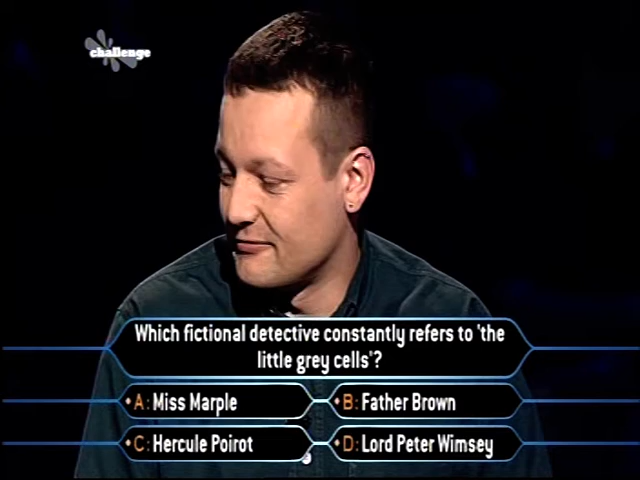 challenge
Which fictional detective constantly refers to 'the
little grey cells'?
A: Miss Marple
B: Father Brown
C: Hercule Poirot
D: Lord Peter Wimsey